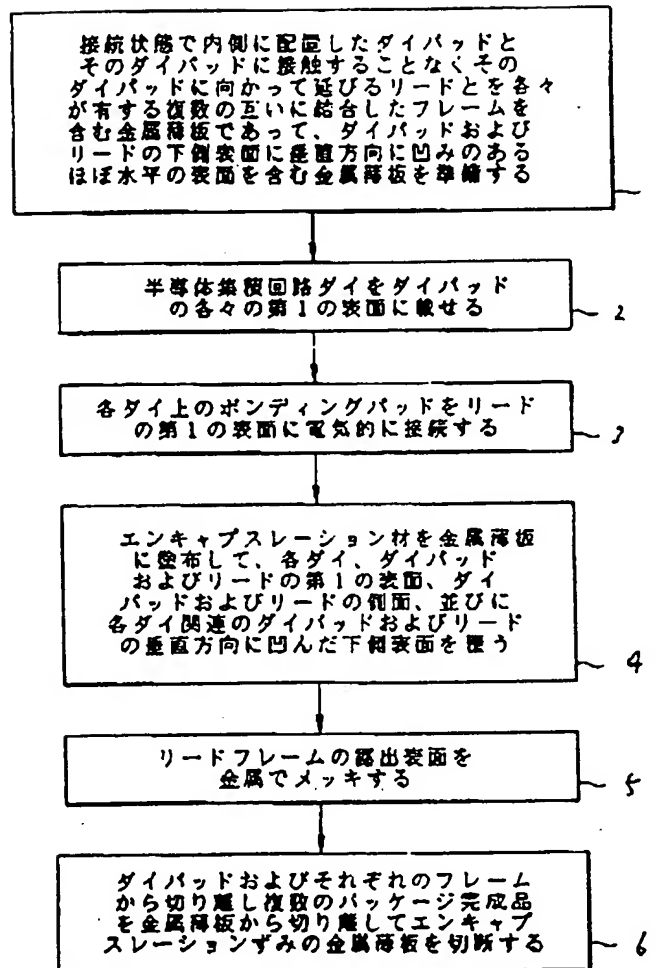 接続状態で内側に配置したダイパッドと
そのダイパッドに接触することなくその
ダイパッドに向かって延びるリードとを各々
が有する複数の互いに結合したフレームを
含む金属薄板であって、ダイパッドおよび
リードの下側表面に垂直方向に凹みのある
ほぼ水平の表面を含む金属薄板を準備する
半導体集積回路ダイをダイパッド
の各々の第1の表面に載せる
2
各ダイ上のボンディングパッドをリード
の第1の表面に電気的に接続する
3
エンキャプスレーション材を金属薄板
に塗布して、各ダイ、ダイパッド
およびリードの第1の表面、ダイ
パッドおよびリードの側面、並びに
各ダイ関連のダイパッドおよびリード
の垂直方向に凹んだ下側表面を覆う
4
リードフレームの露出表面を
金属でメッキする
5
ダイパッドおよびそれぞれのフレーム
から切り離し複数のパッケージ完成品
を金属薄板から切り離してエンキャプ
スレーションずみの金属薄板を切断する
6